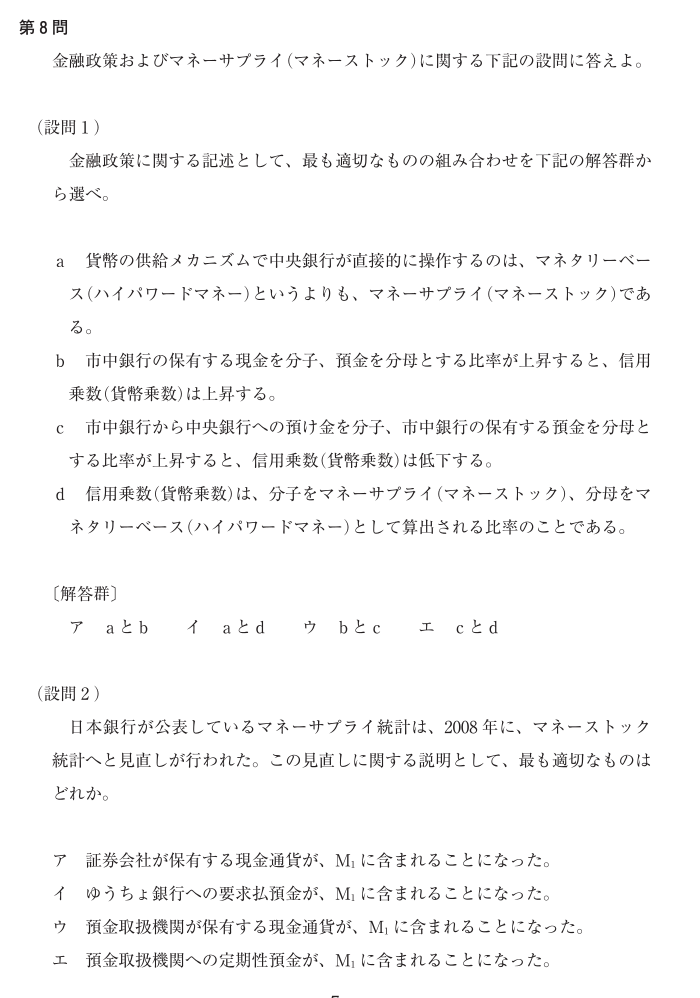 第8問
金融政策およびマネーサプライ(マネーストック)に関する下記の設問に答えよ。
(設問1)
金融政策に関する記述として、最も適切なものの組み合わせを下記の解答群か
ら選べ。
a 貨幣の供給メカニズムで中央銀行が直接的に操作するのは、マネタリーベー
ス(ハイパワードマネー)というよりも、マネーサプライ(マネーストック)であ
る。
b 市中銀行の保有する現金を分子、預金を分母とする比率が上昇すると、信用
乗数(貨幣乗数)は上昇する。
c 市中銀行から中央銀行への預け金を分子、市中銀行の保有する預金を分母と
する比率が上昇すると、信用乗数(貨幣乗数)は低下する。
d 信用乗数(貨幣乗数)は、分子をマネーサプライ(マネーストック)、分母をマ
ネタリーベース(ハイパワードマネー)として算出される比率のことである。
〔解答群〕
ア aとb イ aとd ウ bとc エ cとd
(設問2)
日本銀行が公表しているマネーサプライ統計は、2008年に、マネーストック
統計へと見直しが行われた。この見直しに関する説明として、最も適切なものは
どれか。
ア 証券会社が保有する現金通貨が、M₁に含まれることになった。
イ ゆうちょ銀行への要求払預金が、M₁に含まれることになった。
ウ 預金取扱機関が保有する現金通貨が、M₁に含まれることになった。
エ 預金取扱機関への定期性預金が、M₁に含まれることになった。